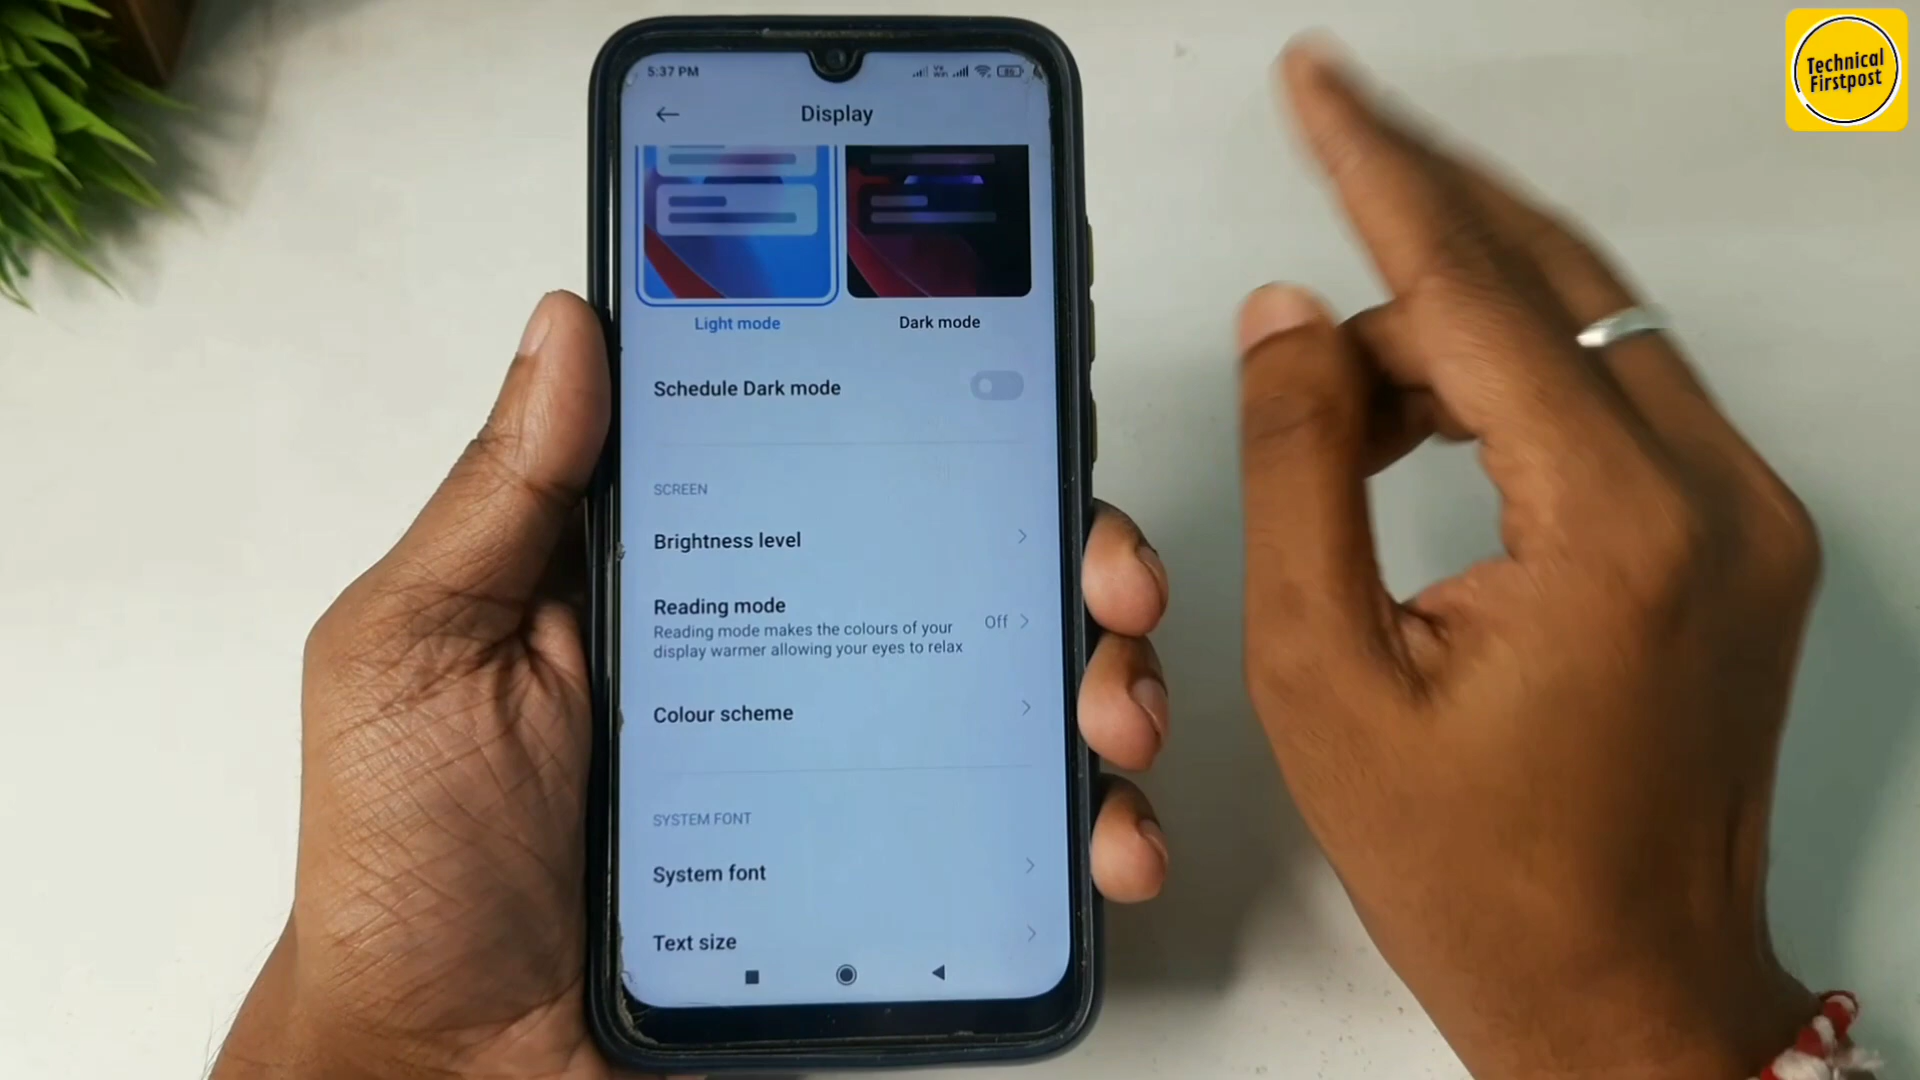 Technical
Firstpost
5:37 PM
Display
Light mode
Dark mode
Schedule Dark mode
SCREEN
Brightness level
Reading mode
Reading mode makes the colours of your
display warmer allowing your eyes to relax
Off
Colour scheme
SYSTEM FONT
System font
Text size